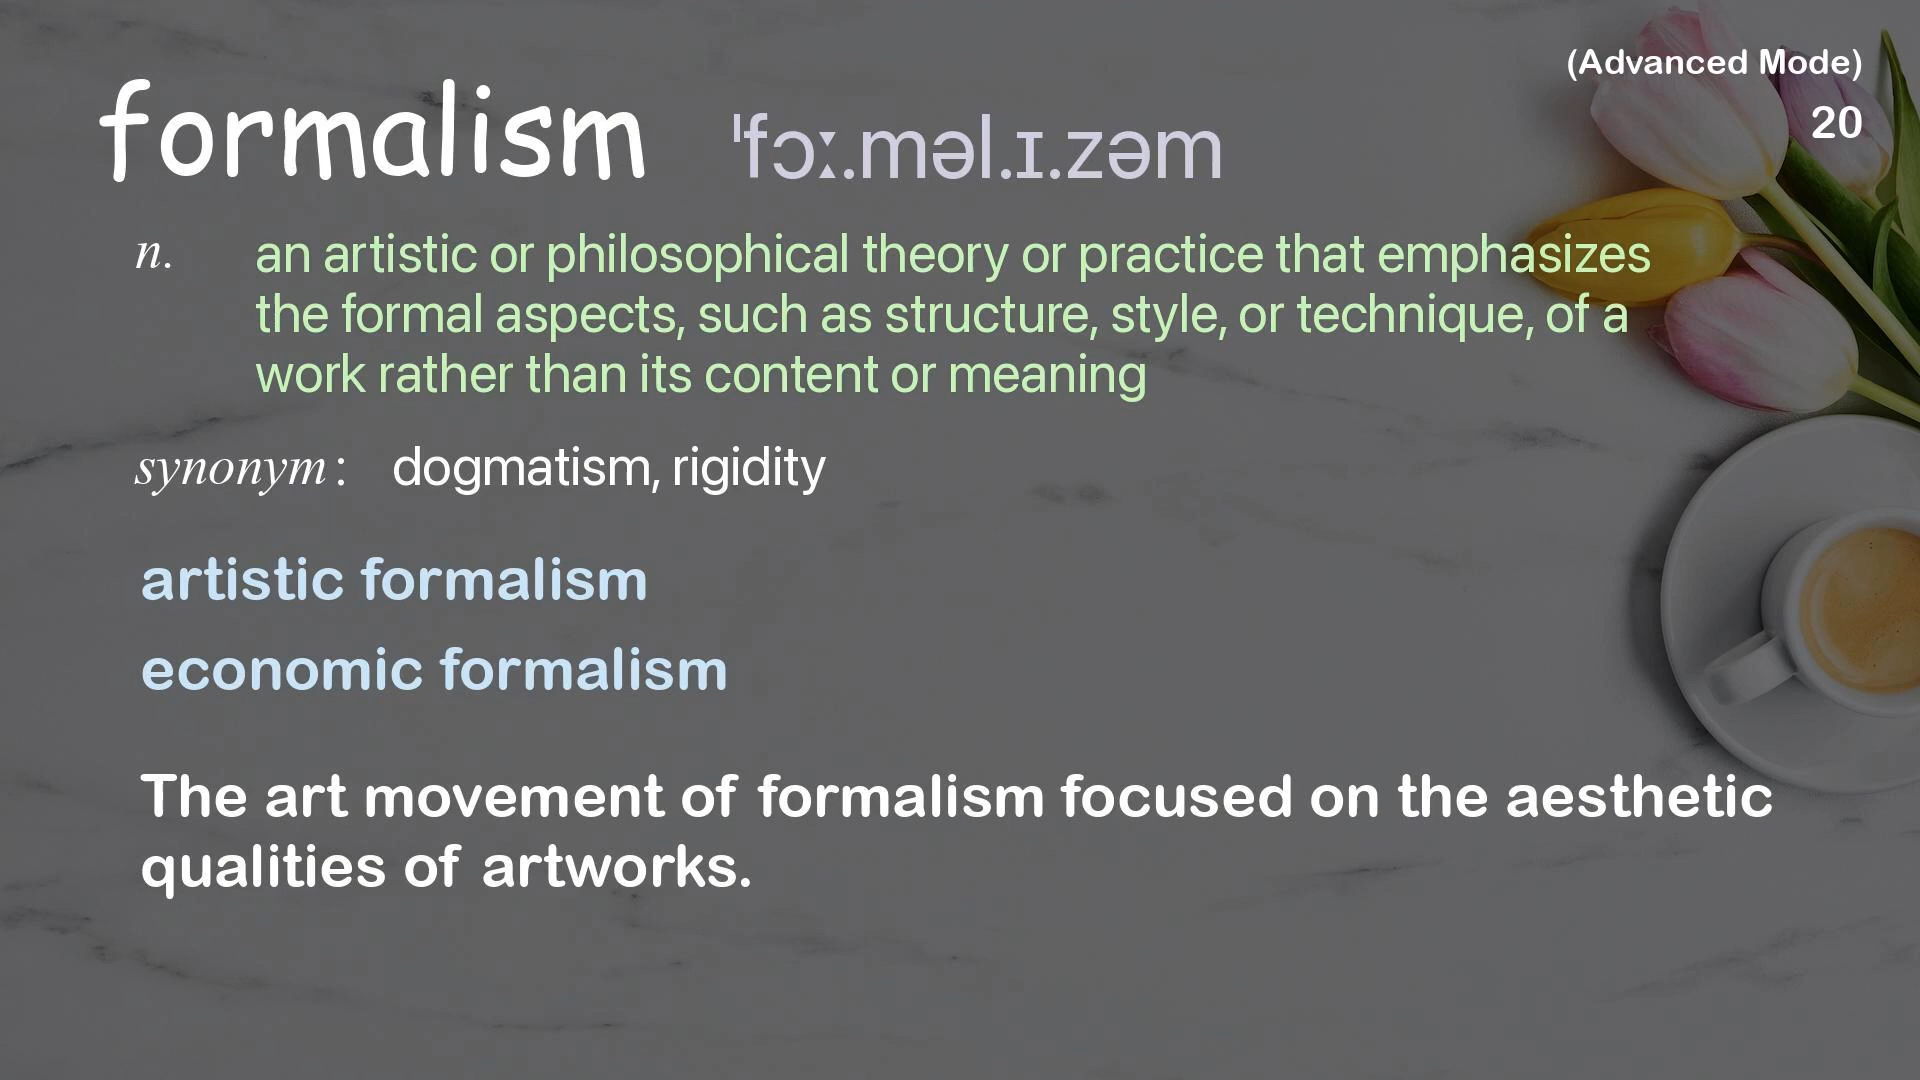 (Advanced Mode)
formalism ˈfɔː.məl.ɪ.zəm
20
n. an artistic or philosophical theory or practice that emphasizes
the formal aspects, such as structure, style, or technique, of a
work rather than its content or meaning
synonym: dogmatism, rigidity
artistic formalism
economic formalism
The art movement of formalism focused on the aesthetic
qualities of artworks.